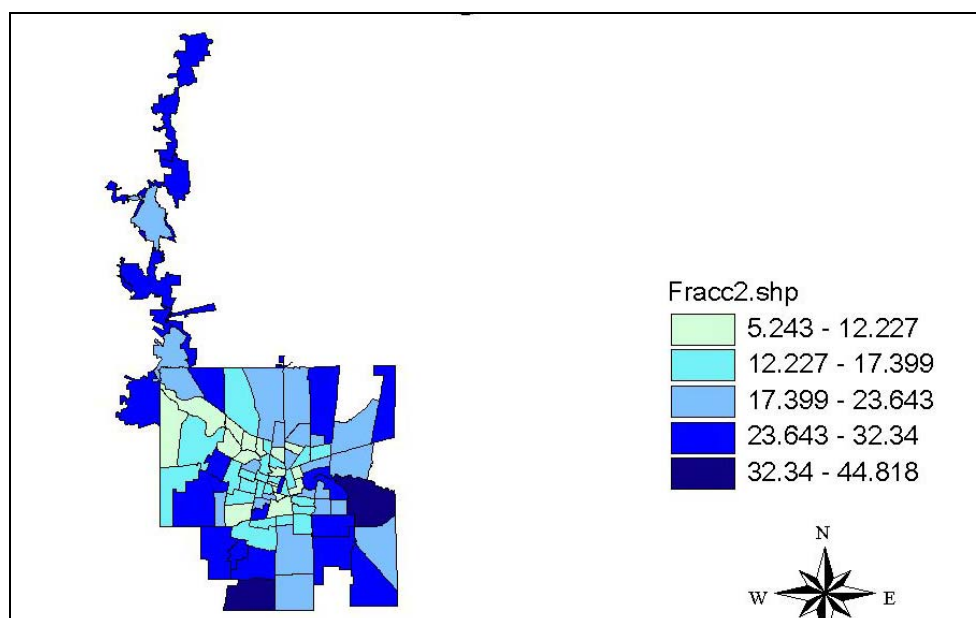 Fracc2.shp
5.243 - 12.227
12.227 - 17.399
17.399 - 23.643
23.643 - 32.34
32.34 - 44.818
N
W E